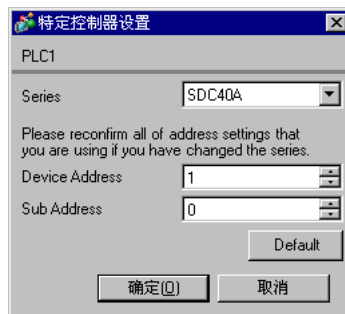 特定控制器设置
PLC1
Series SDC40A
Please reconfirm all of address settings that
you are using if you have changed the series.
Device Address 1
Sub Address 0
Default
确定(O) 取消